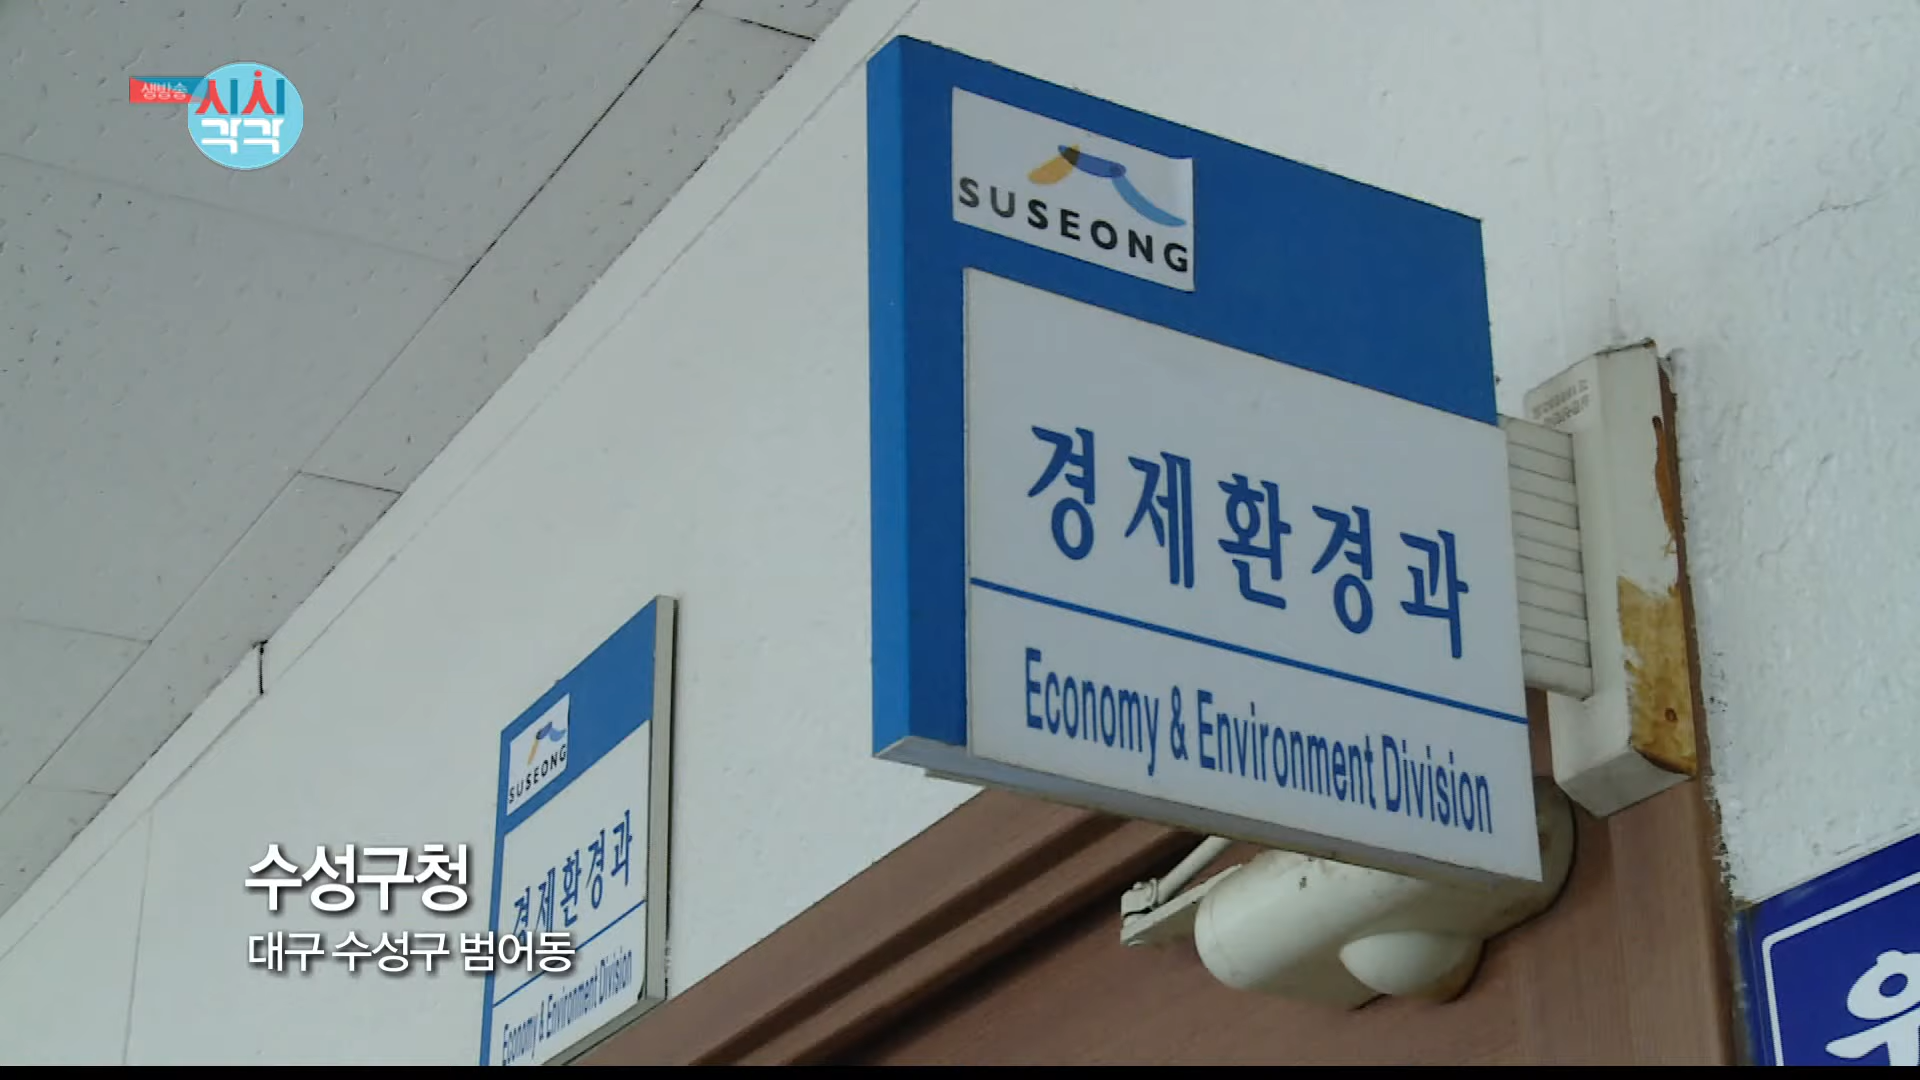 생방송
시시
각각
SUSEONG
경제환경과
Economy & Environment Division
SUSEONG
경제환경과
Economy & Environment Division
수성구청
대구 수성구 범어동